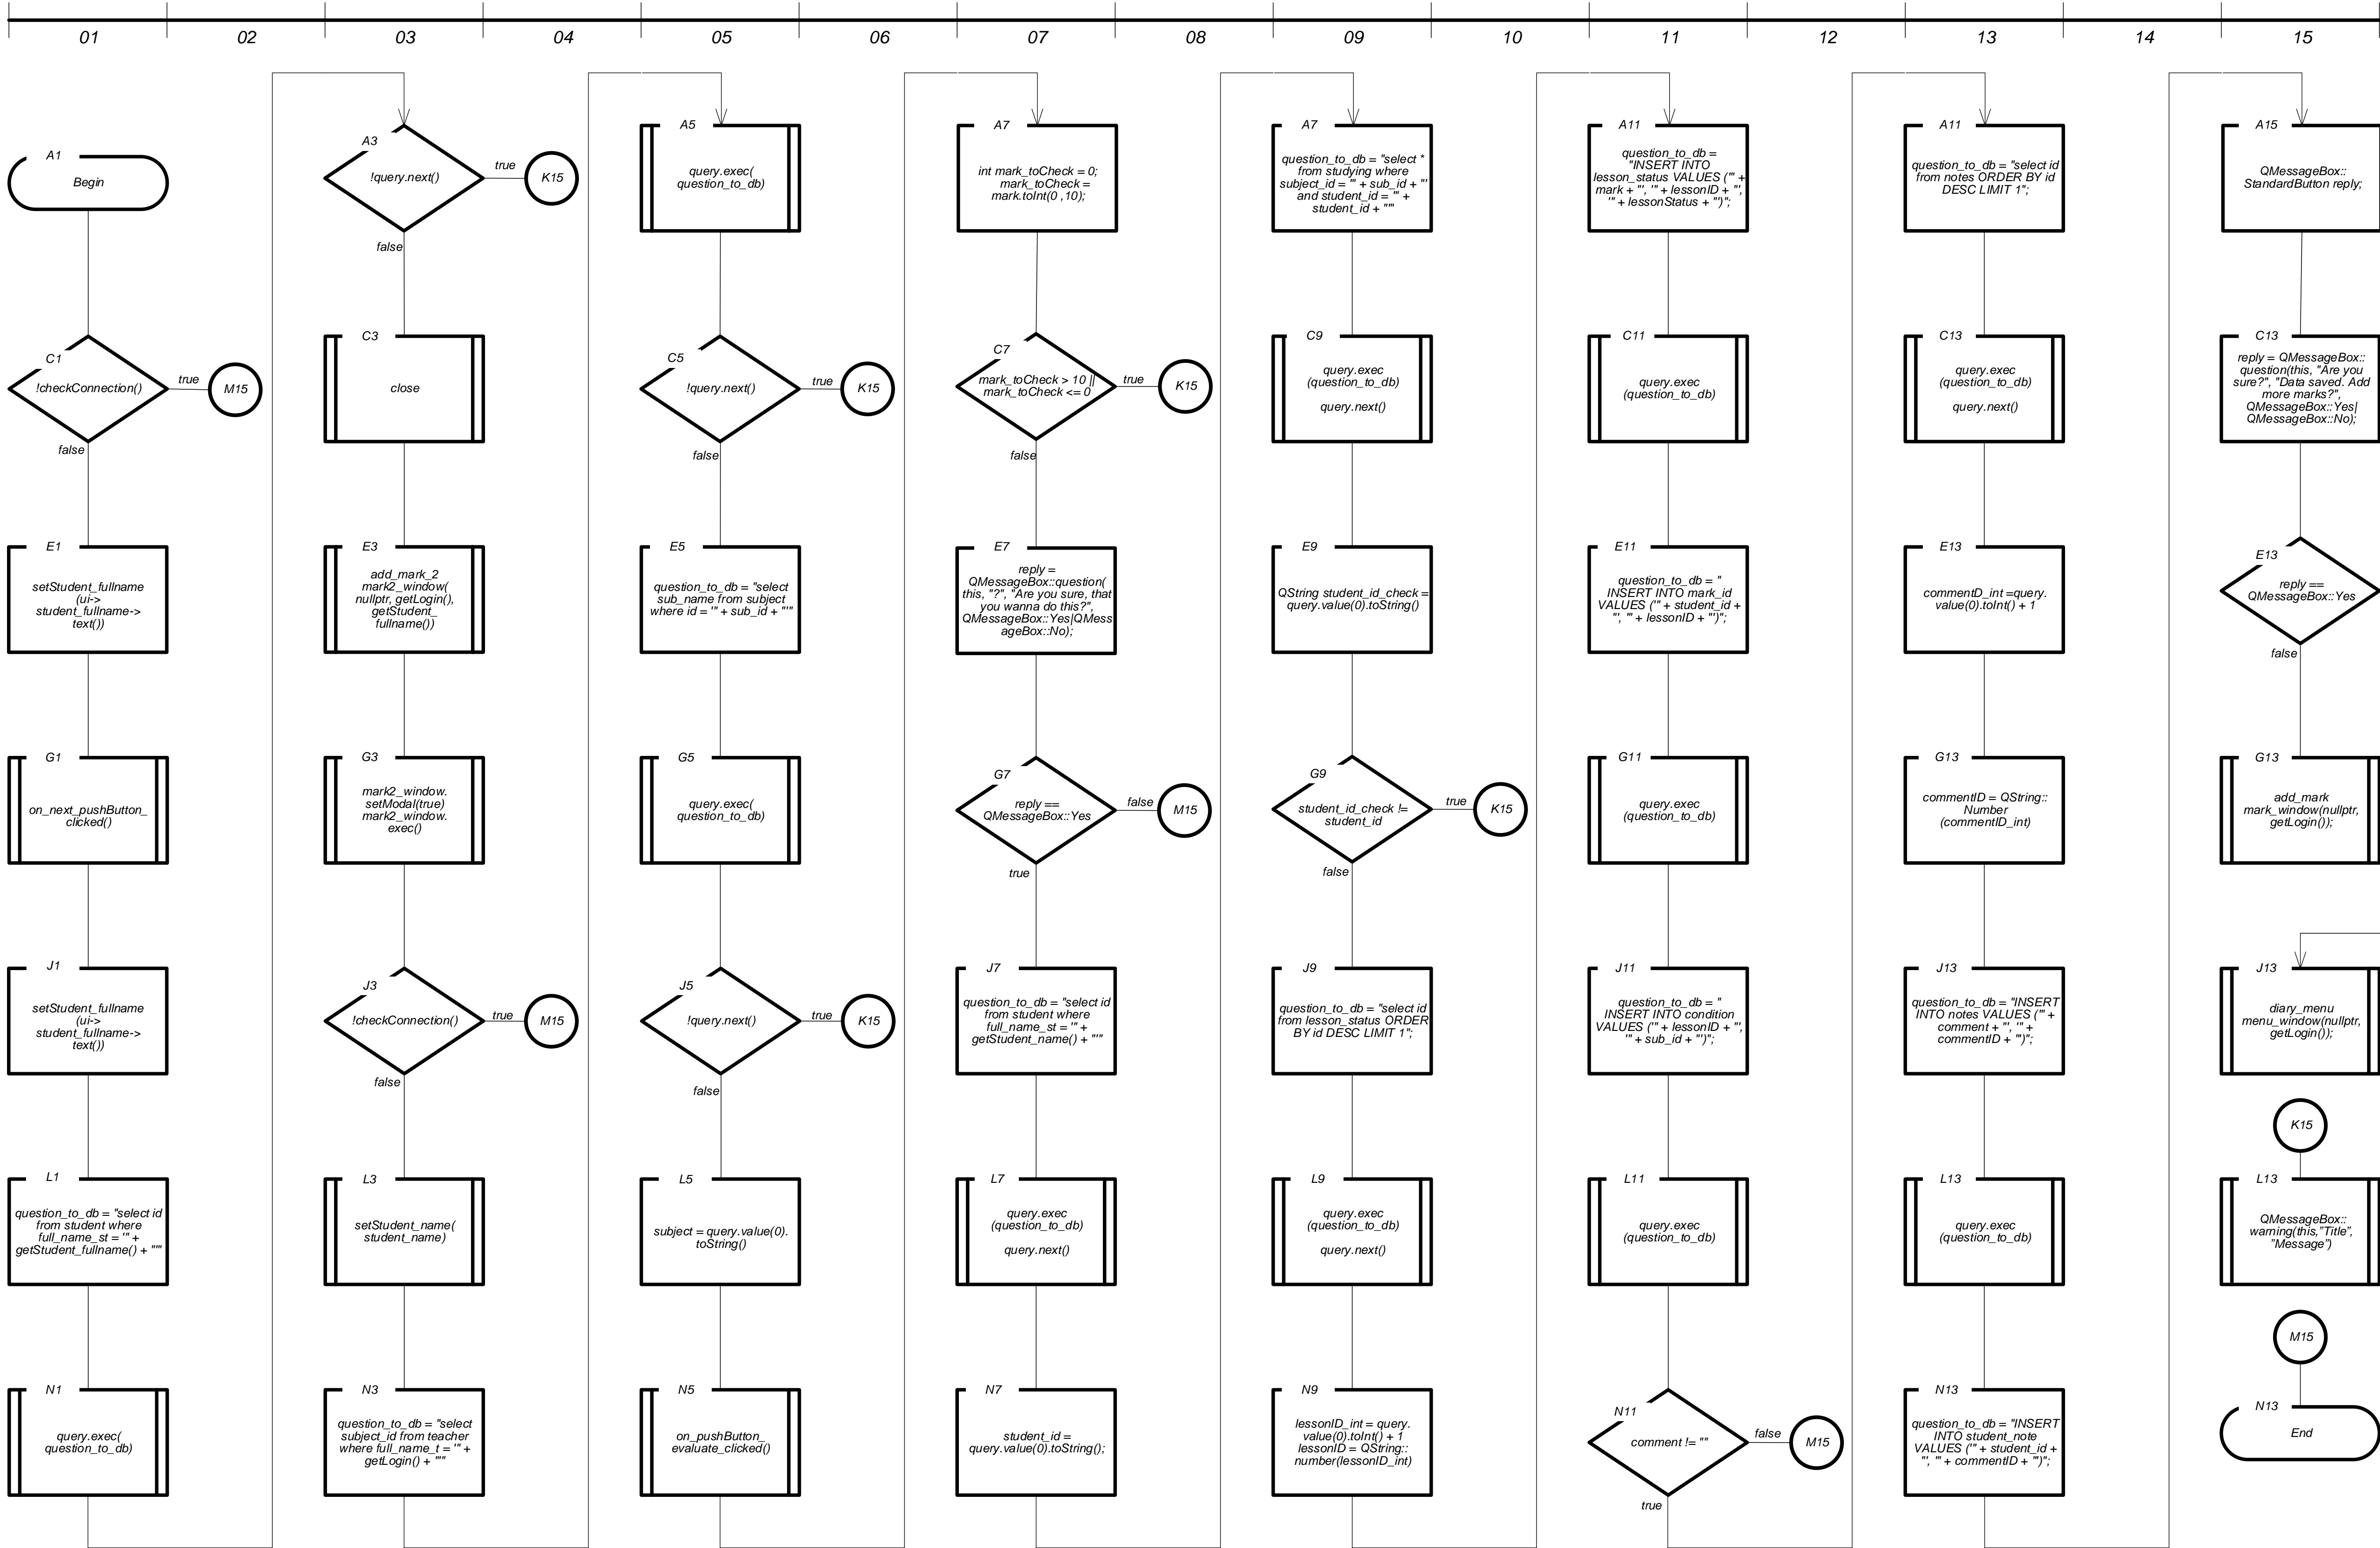 01
02
03
04
05
06
07
08
09
10
11
12
13
14
15
A1
Begin
C1
!checkConnection()
true
M15
false
E1
setStudent_fullname
(ui->
student_fullname->
text())
G1
on_next_pushButton_
clicked()
J1
setStudent_fullname
(ui->
student_fullname->
text())
L1
question_to_db = "select id
from student where
full_name_st = '" +
getStudent_fullname() + "'"
N1
query.exec(
question_to_db)
A3
!query.next()
true
K15
false
C3
close
E3
add_mark_2
mark2_window(
nullptr, getLogin(),
getStudent_
fullname())
G3
mark2_window.
setModal(true)
mark2_window.
exec()
J3
!checkConnection()
true
M15
false
L3
setStudent_name(
student_name)
N3
question_to_db = "select
subject_id from teacher
where full_name_t = '" +
getLogin() + "'"
A5
query.exec(
question_to_db)
C5
!query.next()
true
K15
false
E5
question_to_db = "select
sub_name from subject
where id = '" + sub_id + "'"
G5
query.exec(
question_to_db)
J5
!query.next()
true
K15
false
L5
subject = query.value(0).
toString()
N5
on_pushButton_
evaluate_clicked()
A7
int mark_toCheck = 0;
mark_toCheck =
mark.toInt(0 ,10);
C7
mark_toCheck > 10 ||
mark_toCheck <= 0
true
K15
false
E7
reply =
QMessageBox::question(
this, "?", "Are you sure, that
you wanna do this?",
QMessageBox::Yes|QMess
ageBox::No);
G7
reply ==
QMessageBox::Yes
false
M15
true
J7
question_to_db = "select id
from student where
full_name_st = '" +
getStudent_name() + "'"
L7
query.exec
(question_to_db)
query.next()
N7
student_id =
query.value(0).toString();
A7
question_to_db = "select *
from studying where
subject_id = '" + sub_id + "'
and student_id = '" +
student_id + "'"
C9
query.exec
(question_to_db)
query.next()
E9
QString student_id_check =
query.value(0).toString()
G9
student_id_check !=
student_id
true
K15
false
J9
question_to_db = "select id
from lesson_status ORDER
BY id DESC LIMIT 1";
L9
query.exec
(question_to_db)
query.next()
N9
lessonID_int = query.
value(0).toInt() + 1
lessonID = QString::
number(lessonID_int)
A11
question_to_db =
"INSERT INTO
lesson_status VALUES ('" +
mark + "', '" + lessonID + "',
'" + lessonStatus + "')";
C11
query.exec
(question_to_db)
E11
question_to_db = "
INSERT INTO mark_id
VALUES ('" + student_id +
"', '" + lessonID + "')";
G11
query.exec
(question_to_db)
J11
question_to_db = "
INSERT INTO condition
VALUES ('" + lessonID + "',
'" + sub_id + "')";
L11
query.exec
(question_to_db)
N11
comment != ""
false
M15
true
A11
question_to_db = "select id
from notes ORDER BY id
DESC LIMIT 1";
C13
query.exec
(question_to_db)
query.next()
E13
commentD_int =query.
value(0).toInt() + 1
G13
commentID = QString::
Number
(commentID_int)
J13
question_to_db = "INSERT
INTO notes VALUES ('" +
comment + "', '" +
commentID + "')";
L13
query.exec
(question_to_db)
N13
question_to_db = "INSERT
INTO student_note
VALUES ('" + student_id +
"', '" + commentID + "')";
A15
QMessageBox::
StandardButton reply;
C13
reply = QMessageBox::
question(this, "Are you
sure?", "Data saved. Add
more marks?",
QMessageBox::Yes|
QMessageBox::No);
E13
reply ==
QMessageBox::Yes
false
G13
add_mark
mark_window(nullptr,
getLogin());
J13
diary_menu
menu_window(nullptr,
getLogin());
K15
L13
QMessageBox::
warning(this,"Title",
"Message")
M15
N13
End